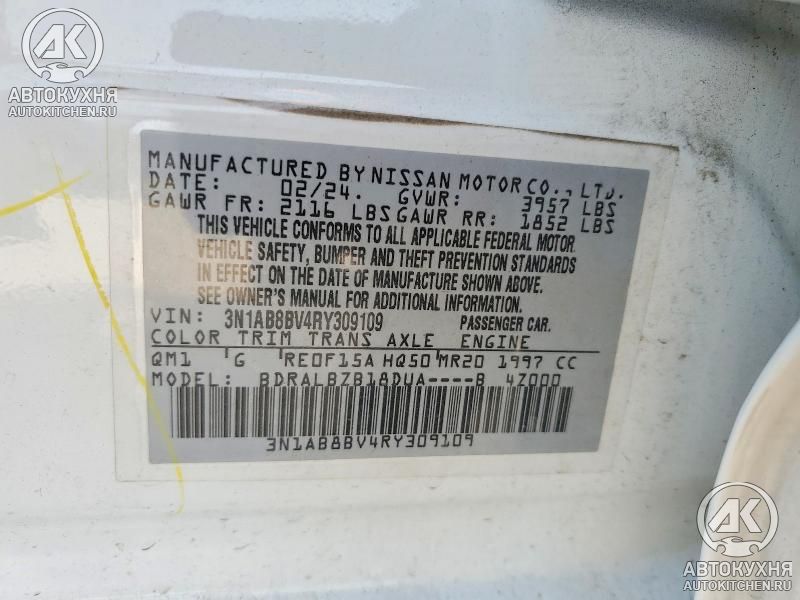 АК
АВТОКУХНЯ
AUTOKITCHEN.RU
MANUFACTURED BY NISSAN MOTOR CO., LTD.
DATE: 02/24. GVWR: 3957 LBS
GAWR FR: 2116 LBS GAWR RR: 1852 LBS
THIS VEHICLE CONFORMS TO ALL APPLICABLE FEDERAL MOTOR
VEHICLE SAFETY, BUMPER AND THEFT PREVENTION STANDARDS
IN EFFECT ON THE DATE OF MANUFACTURE SHOWN ABOVE.
SEE OWNER'S MANUAL FOR ADDITIONAL INFORMATION.
VIN: 3N1AB8BV4RY309109 PASSENGER CAR.
COLOR TRIM TRANS AXLE ENGINE
QM1 'G 'RE0F15A HQ50'MR20 1997 CC
MODEL: BDRALBZB18DUA----B 4Z000
3N1AB8BV4RY309109
АК
АВТОКУХНЯ
AUTOKITCHEN.RU